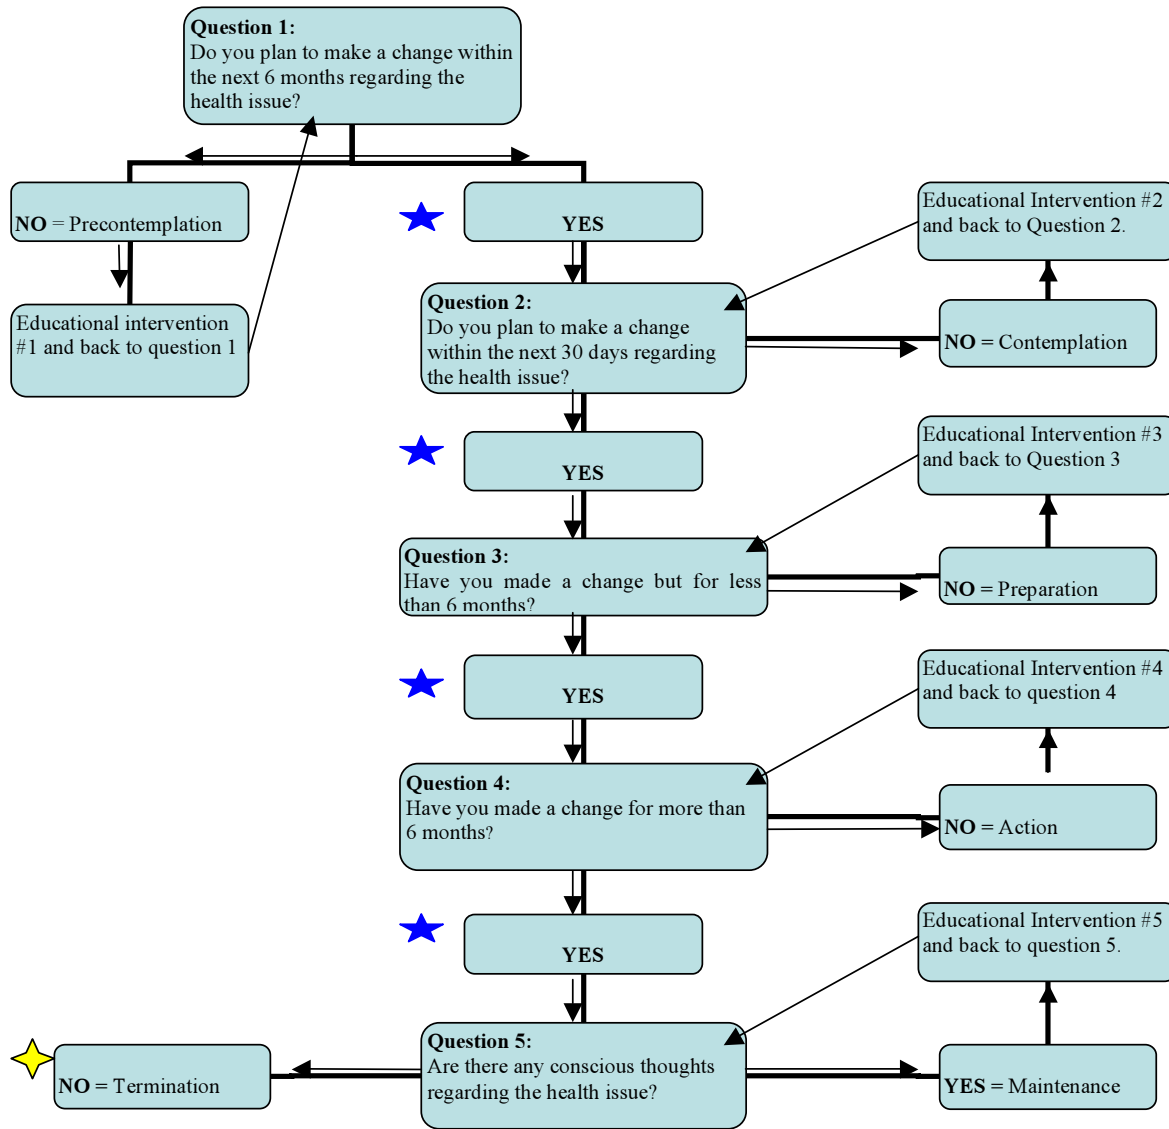 Question 1:
Do you plan to make a change within
the next 6 months regarding the
health issue?
NO = Precontemplation
YES
Educational Intervention #2
and back to Question 2.
Educational intervention
#1 and back to question 1
Question 2:
Do you plan to make a change
within the next 30 days regarding
the health issue?
NO = Contemplation
YES
Educational Intervention #3
and back to Question 3
Question 3:
Have you made a change but for less
than 6 months?
NO = Preparation
YES
Educational Intervention #4
and back to question 4
Question 4:
Have you made a change for more than
6 months?
NO = Action
YES
Educational Intervention #5
and back to question 5.
Question 5:
Are there any conscious thoughts
regarding the health issue?
NO = Termination
YES = Maintenance